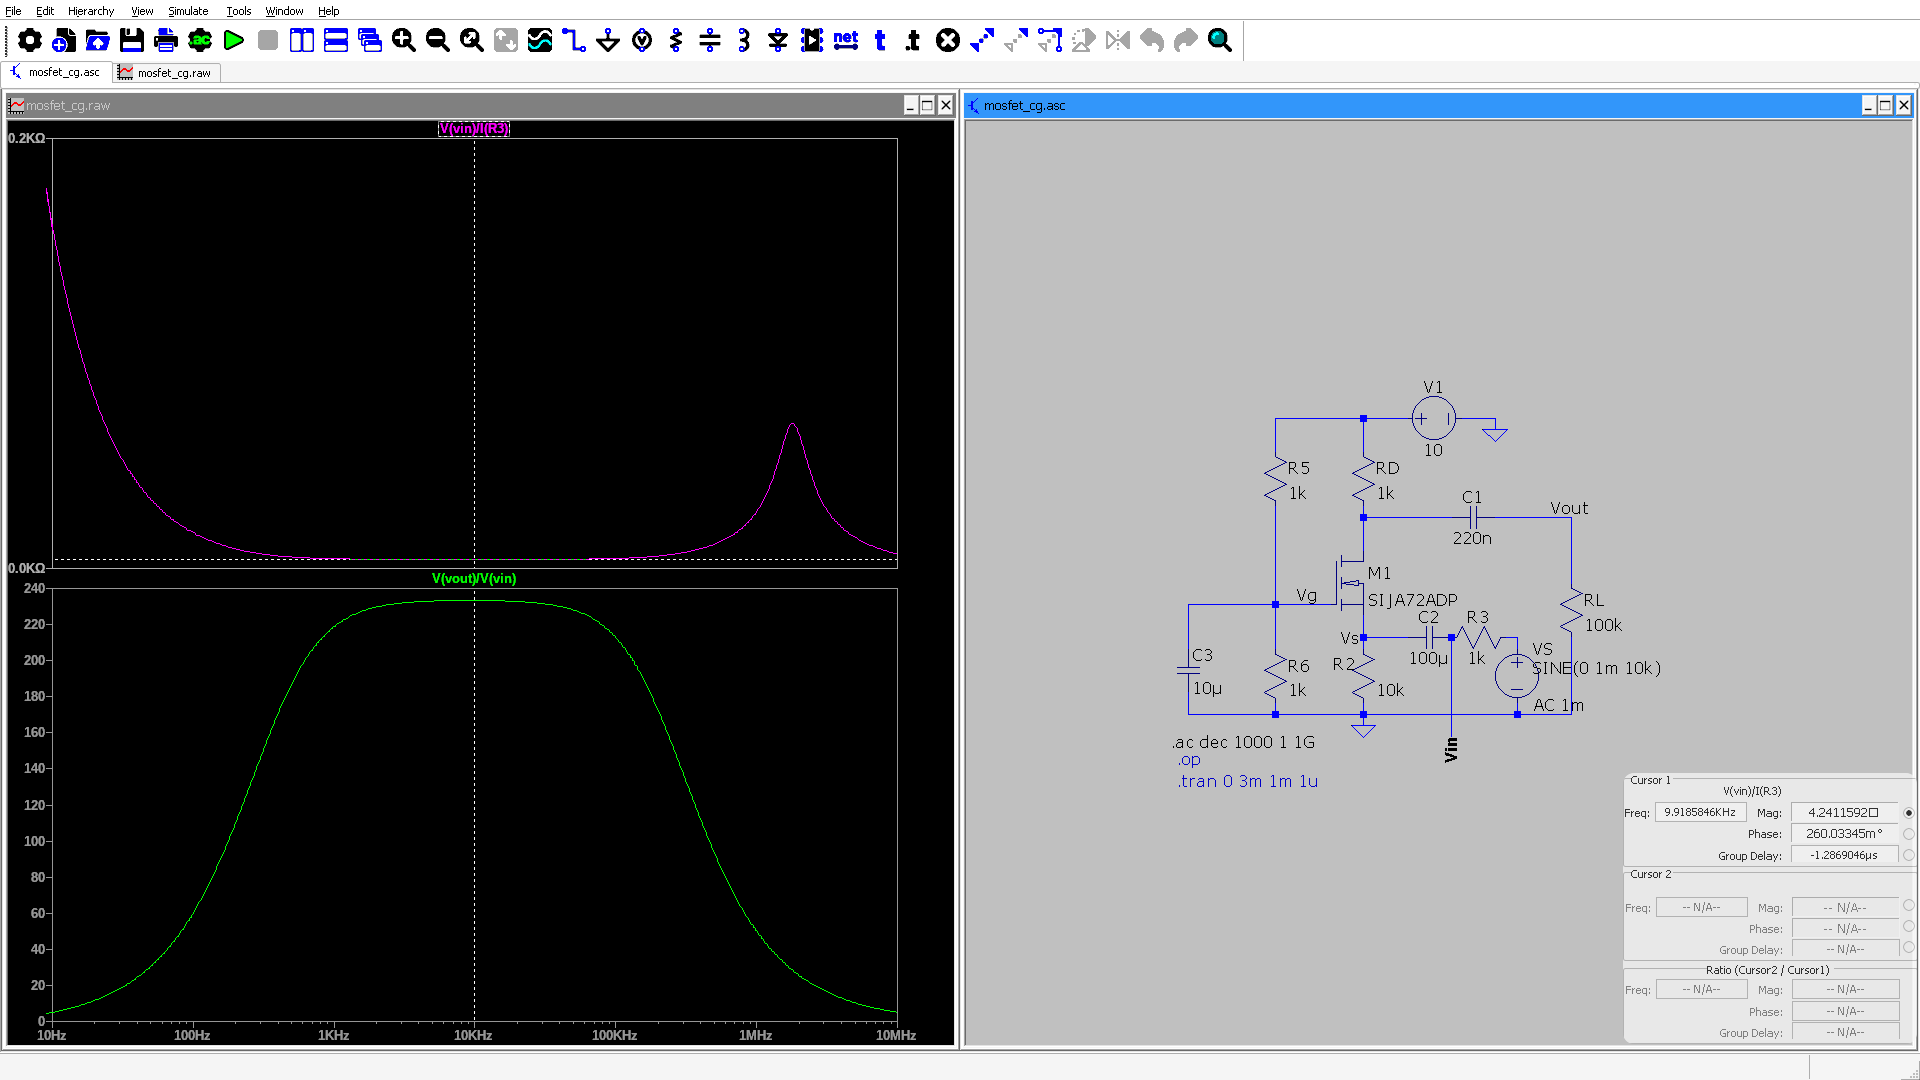 File Edit Hierarchy View Simulate Tools Window Help
.ac net t .t
mosfet_cg.asc mosfet_cg.raw
mosfet_cg.raw
V(vin)/I(R3)
0.2KΩ
0.0KΩ
V(vout)/V(vin)
240
220
200
180
160
140
120
100
80
60
40
20
0
10Hz 100Hz 1KHz 10KHz 100KHz 1MHz 10MHz
mosfet_cg.asc
V1
10
R5
1k
RD
1k
C1
220n
Vout
M1
SIJA72ADP
Vg
RL
100k
C2
100µ
R3
1k
Vs
VS
SINE(0 1m 10k)
AC 1m
C3
10µ
R6
1k
R2
10k
Vin
.ac dec 1000 1 1G
.op
.tran 0 3m 1m 1u
Cursor 1
V(vin)/I(R3)
Freq: 9.9185846KHz Mag: 4.2411592□
Phase: 260.03345m°
Group Delay: -1.2869046µs
Cursor 2
Freq: -- N/A-- Mag: -- N/A--
Phase: -- N/A--
Group Delay: -- N/A--
Ratio (Cursor2 / Cursor1)
Freq: -- N/A-- Mag: -- N/A--
Phase: -- N/A--
Group Delay: -- N/A--